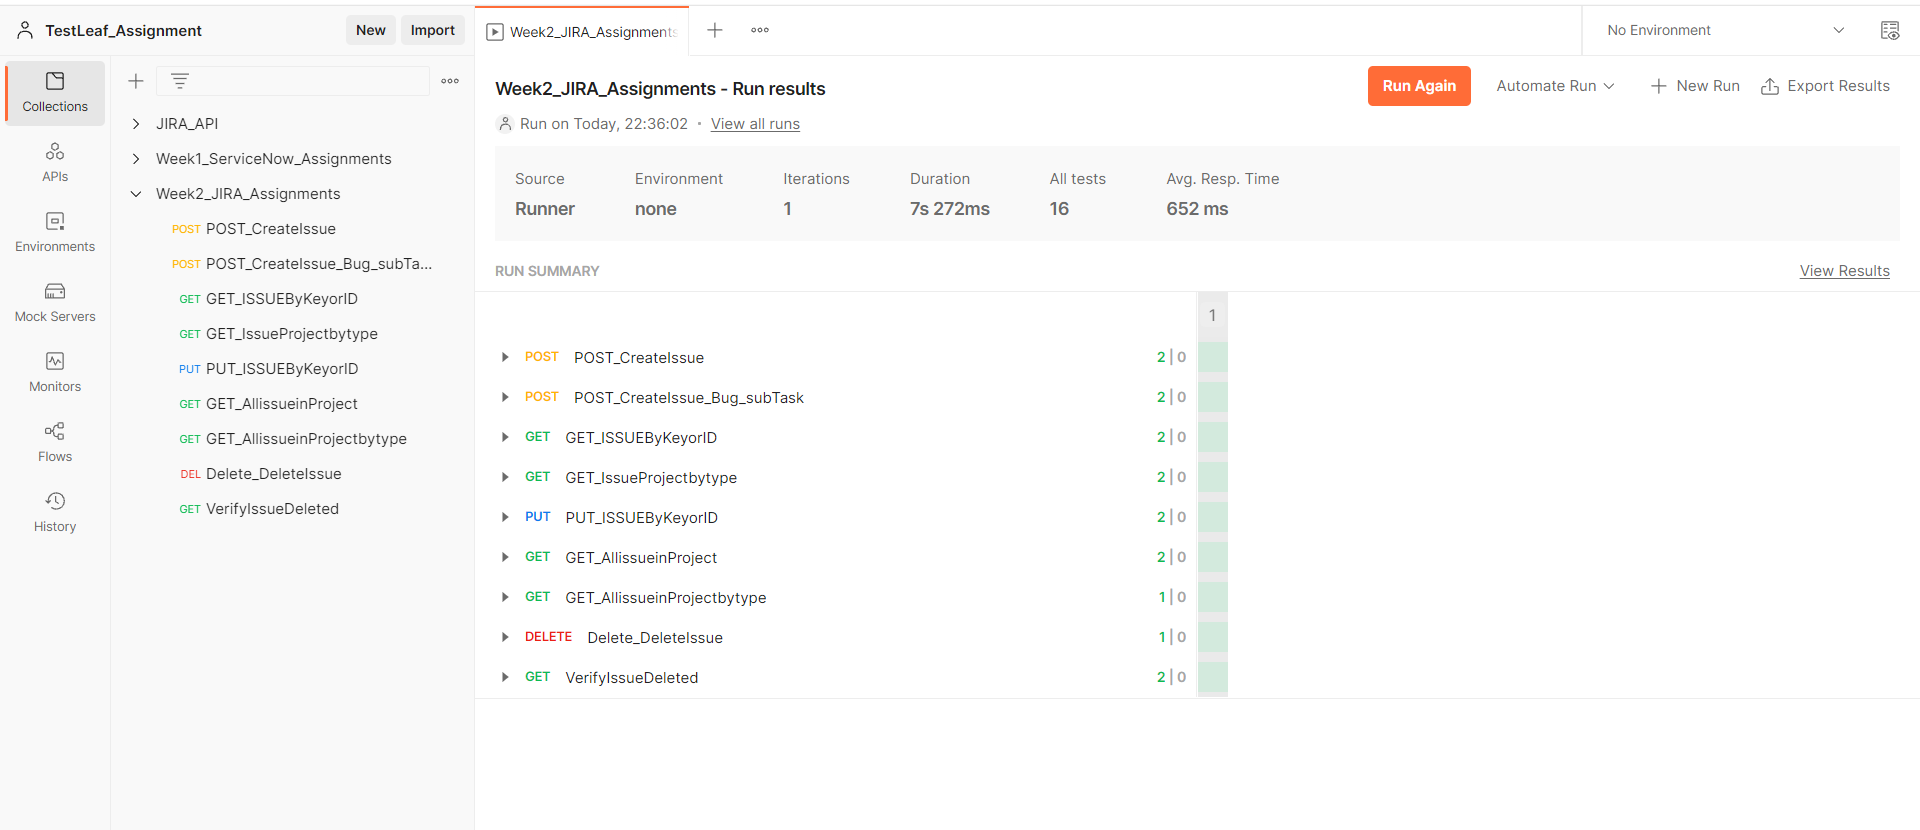 TestLeaf_Assignment
New
Import
Week2_JIRA_Assignments
No Environment
Collections
APIs
Environments
Mock Servers
Monitors
Flows
History
JIRA_API
Week1_ServiceNow_Assignments
Week2_JIRA_Assignments
POST POST_CreateIssue
POST POST_CreateIssue_Bug_subTa...
GET GET_ISSUEByKeyorID
GET GET_IssueProjectbytype
PUT PUT_ISSUEByKeyorID
GET GET_AllissueinProject
GET GET_AllissueinProjectbytype
DEL Delete_DeleteIssue
GET VerifyIssueDeleted
Week2_JIRA_Assignments - Run results
Run Again
Automate Run
New Run
Export Results
Run on Today, 22:36:02 · View all runs
Source Environment Iterations Duration All tests Avg. Resp. Time
Runner none 1 7s 272ms 16 652 ms
RUN SUMMARY
View Results
1
POST POST_CreateIssue 2 | 0
POST POST_CreateIssue_Bug_subTask 2 | 0
GET GET_ISSUEByKeyorID 2 | 0
GET GET_IssueProjectbytype 2 | 0
PUT PUT_ISSUEByKeyorID 2 | 0
GET GET_AllissueinProject 2 | 0
GET GET_AllissueinProjectbytype 1 | 0
DELETE Delete_DeleteIssue 1 | 0
GET VerifyIssueDeleted 2 | 0